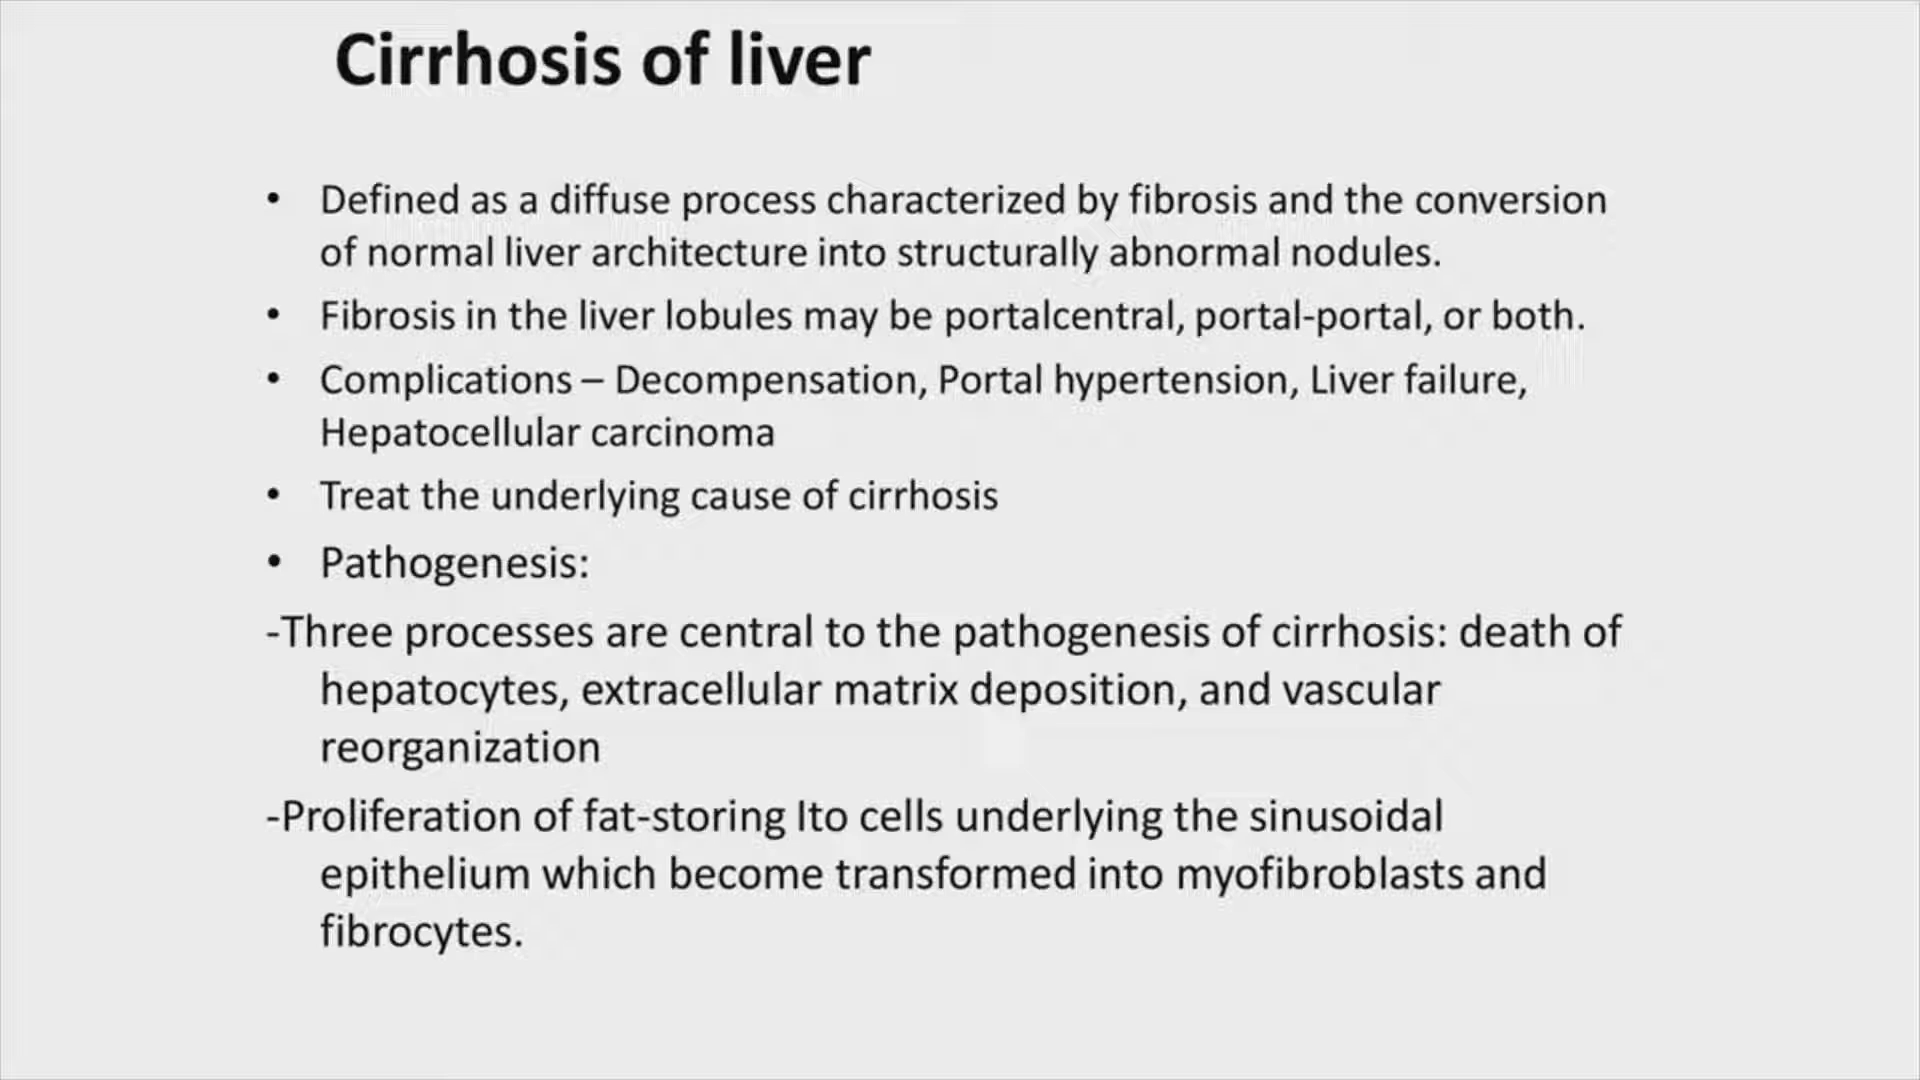 Cirrhosis of liver
• Defined as a diffuse process characterized by fibrosis and the conversion
of normal liver architecture into structurally abnormal nodules.
• Fibrosis in the liver lobules may be portalcentral, portal-portal, or both.
• Complications – Decompensation, Portal hypertension, Liver failure,
Hepatocellular carcinoma
• Treat the underlying cause of cirrhosis
• Pathogenesis:
-Three processes are central to the pathogenesis of cirrhosis: death of
hepatocytes, extracellular matrix deposition, and vascular
reorganization
-Proliferation of fat-storing Ito cells underlying the sinusoidal
epithelium which become transformed into myofibroblasts and
fibrocytes.